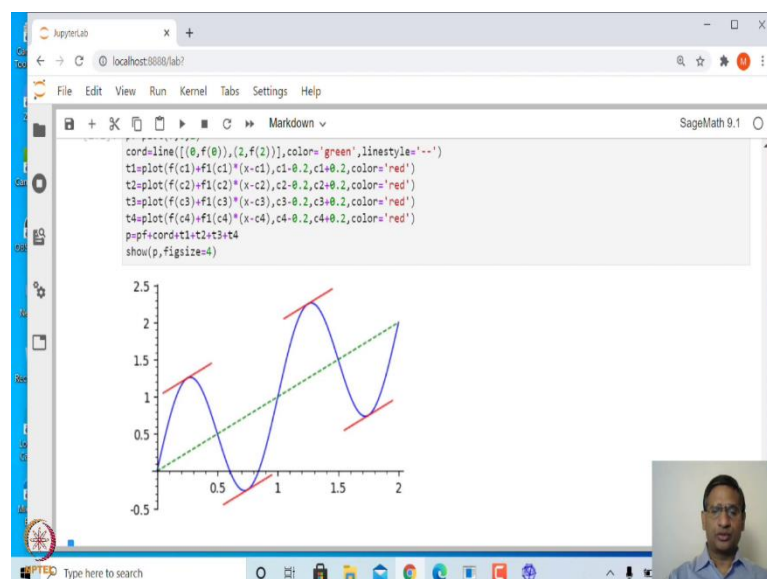 JupyterLab
localhost:8888/lab?
M
File Edit View Run Kernel Tabs Settings Help
Markdown
SageMath 9.1
cord=line([(0,f(0)),(2,f(2))],color='green',linestyle='--')
t1=plot(f(c1)+f1(c1)*(x-c1),c1-0.2,c1+0.2,color='red')
t2=plot(f(c2)+f1(c2)*(x-c2),c2-0.2,c2+0.2,color='red')
t3=plot(f(c3)+f1(c3)*(x-c3),c3-0.2,c3+0.2,color='red')
t4=plot(f(c4)+f1(c4)*(x-c4),c4-0.2,c4+0.2,color='red')
p=pf+cord+t1+t2+t3+t4
show(p,figsize=4)
2.5
2
1.5
1
0.5
0.5 1 1.5 2
-0.5
Type here to search